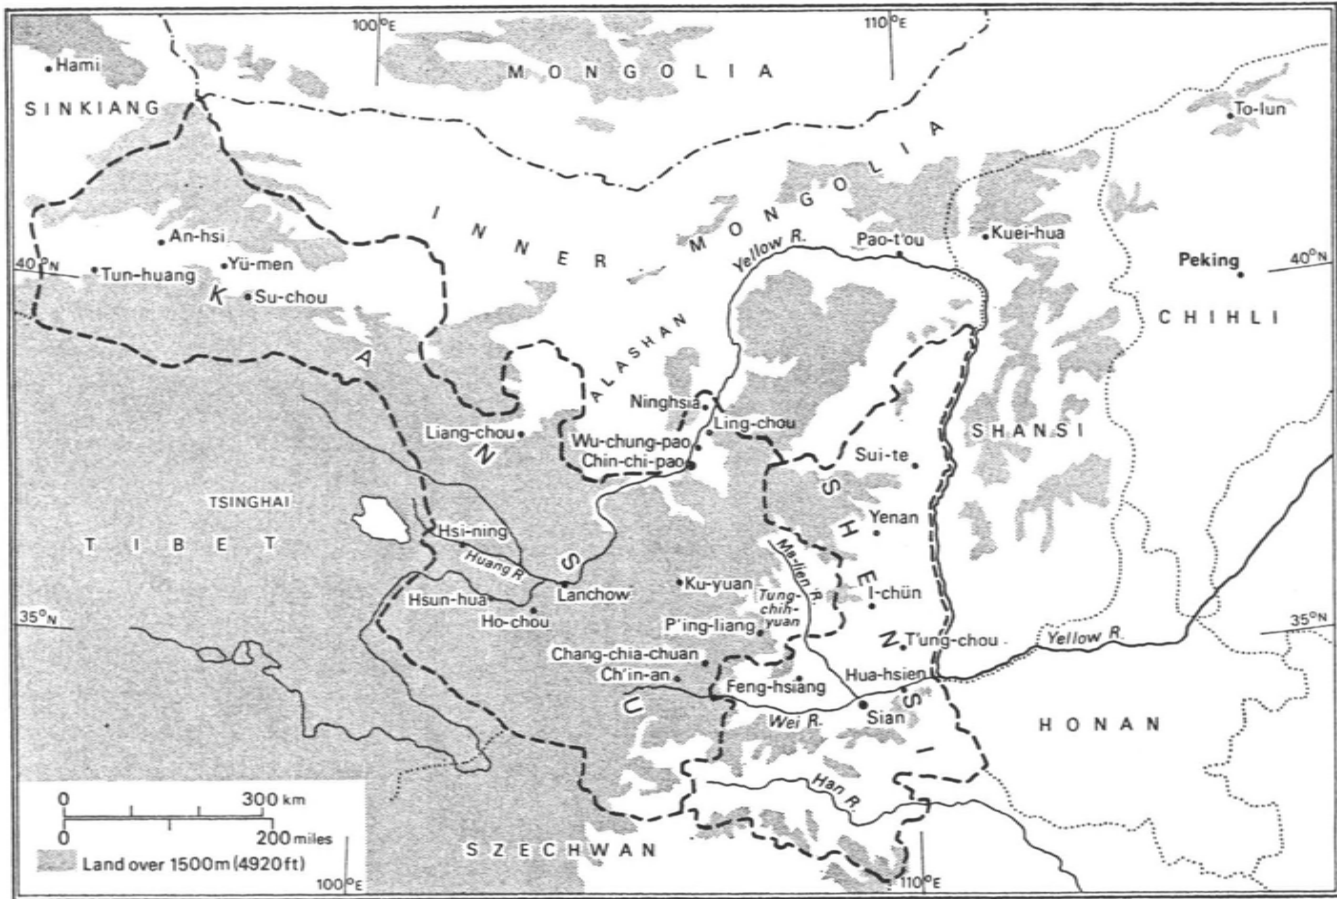 100°E
110°E
Hami
MONGOLIA
SINKIANG
To-lun
INNER MONGOLIA
An-hsi
Yü-men
Tun-huang
Su-chou
40°N
Yellow R.
Pao-t'ou
Kuei-hua
Peking
40°N
CHIHLI
KANSU
ALASHAN
Ninghsia
Ling-chou
Liang-chou
Wu-chung-pao
Chin-chi-pao
SHANSI
Sui-te
SHENSI
TSINGHAI
TIBET
Hsi-ning
Huang R.
Yenan
Ma-lien R.
Lanchow
Ku-yuan
Tung-
chih-
yuan
I-chün
Hsun-hua
Ho-chou
35°N
P'ing-liang
T'ung-chou
Yellow R.
35°N
Chang-chia-chuan
Ch'in-an
Feng-hsiang
Hua-hsien
Wei R.
Sian
HONAN
Han R.
0 300 km
0 200 miles
Land over 1500m (4920ft)
SZECHWAN
100°E
110°E